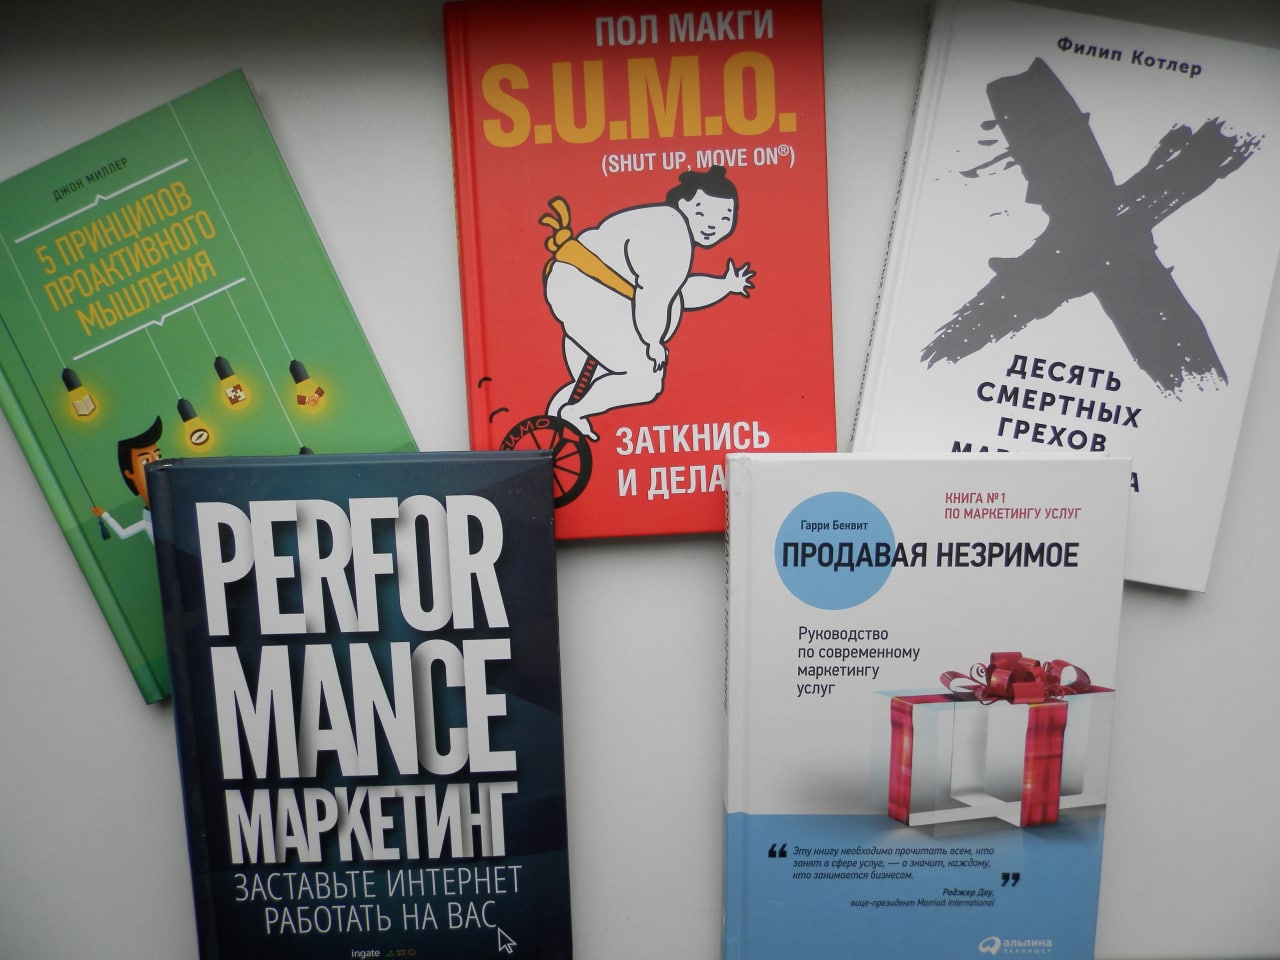 ДЖОН МИЛЛЕР
5 ПРИНЦИПОВ
ПРОАКТИВНОГО
МЫШЛЕНИЯ
ПОЛ МАКГИ
S.U.M.O.
(SHUT UP, MOVE ON®)
SUMO
ЗАТКНИСЬ
И ДЕЛА
Филип Котлер
ДЕСЯТЬ
СМЕРТНЫХ
ГРЕХОВ
PERFOR
MANCE
МАРКЕТИНГ
ЗАСТАВЬТЕ ИНТЕРНЕТ
РАБОТАТЬ НА ВАС
ingate
КНИГА №1
ПО МАРКЕТИНГУ УСЛУГ
Гарри Беквит
ПРОДАВАЯ НЕЗРИМОЕ
Руководство
по современному
маркетингу
услуг
Эту книгу необходимо прочитать всем, кто
занят в сфере услуг, — а значит, каждому,
кто занимается бизнесом.
Роджер Доу,
вице-президент Marriott International
альпина